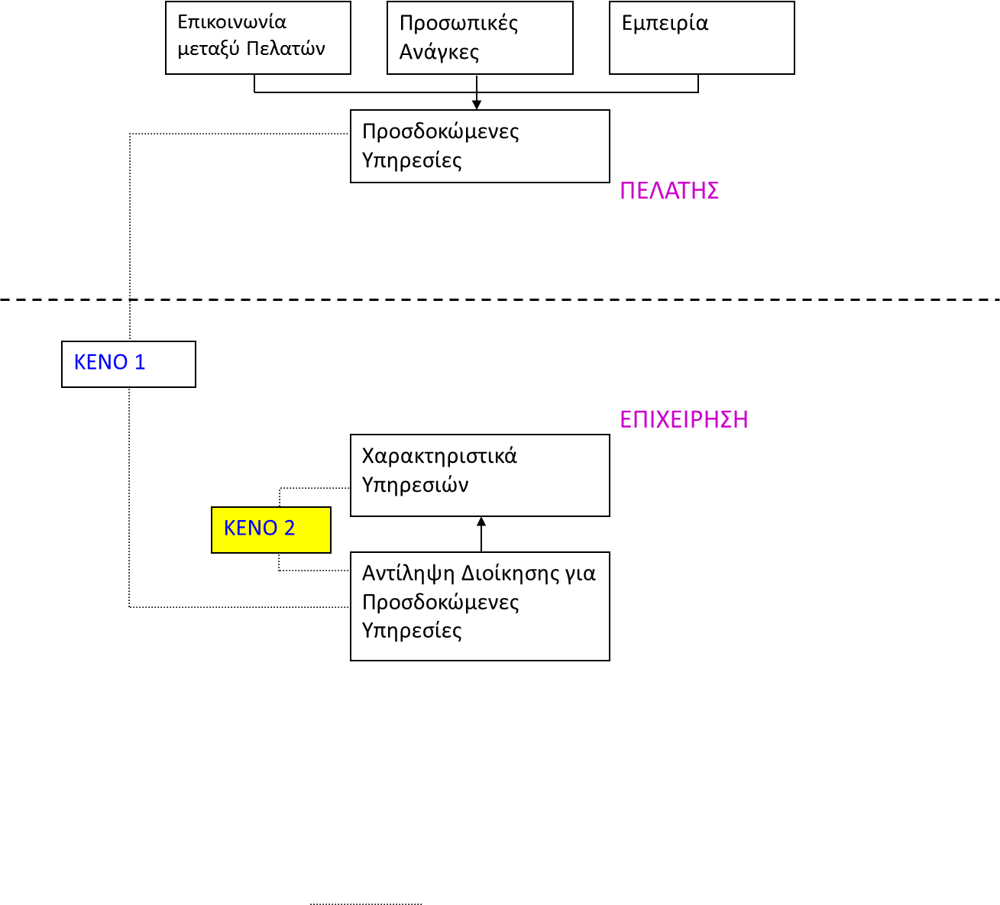 Επικοινωνία
μεταξύ Πελατών
Προσωπικές
Ανάγκες
Εμπειρία
Προσδοκώμενες
Υπηρεσίες
ΠΕΛΑΤΗΣ
ΚΕΝΟ 1
ΕΠΙΧΕΙΡΗΣΗ
Χαρακτηριστικά
Υπηρεσιών
ΚΕΝΟ 2
Αντίληψη Διοίκησης για
Προσδοκώμενες
Υπηρεσίες